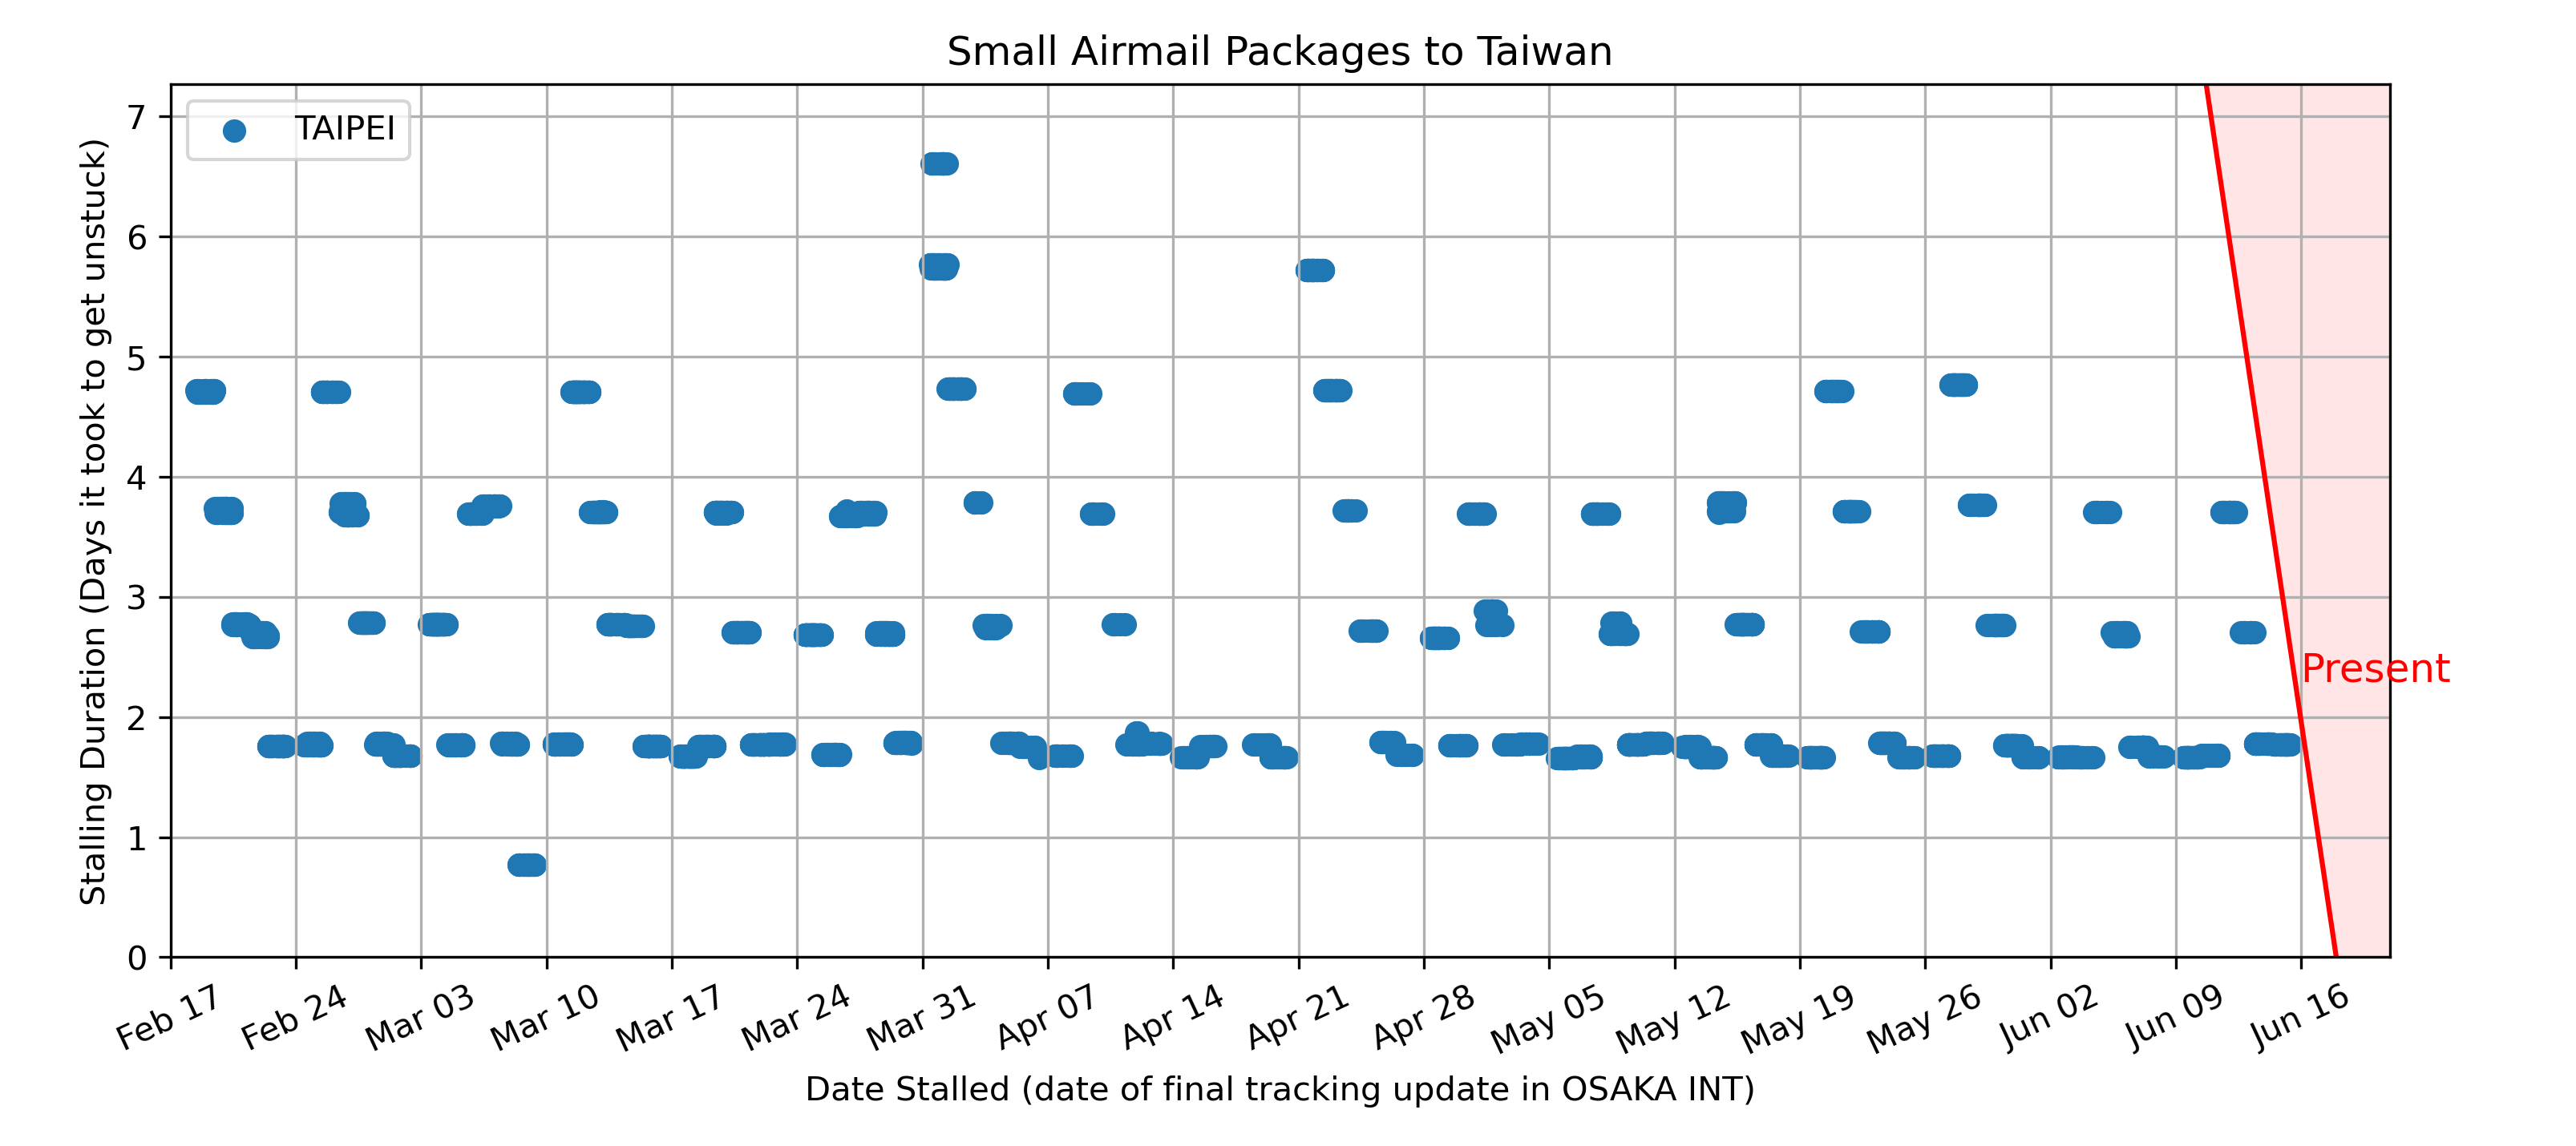 Small Airmail Packages to Taiwan
TAIPEI
Stalling Duration (Days it took to get unstuck)
7
6
5
4
3
2
1
0
Present
Feb 17
Feb 24
Mar 03
Mar 10
Mar 17
Mar 24
Mar 31
Apr 07
Apr 14
Apr 21
Apr 28
May 05
May 12
May 19
May 26
Jun 02
Jun 09
Jun 16
Date Stalled (date of final tracking update in OSAKA INT)